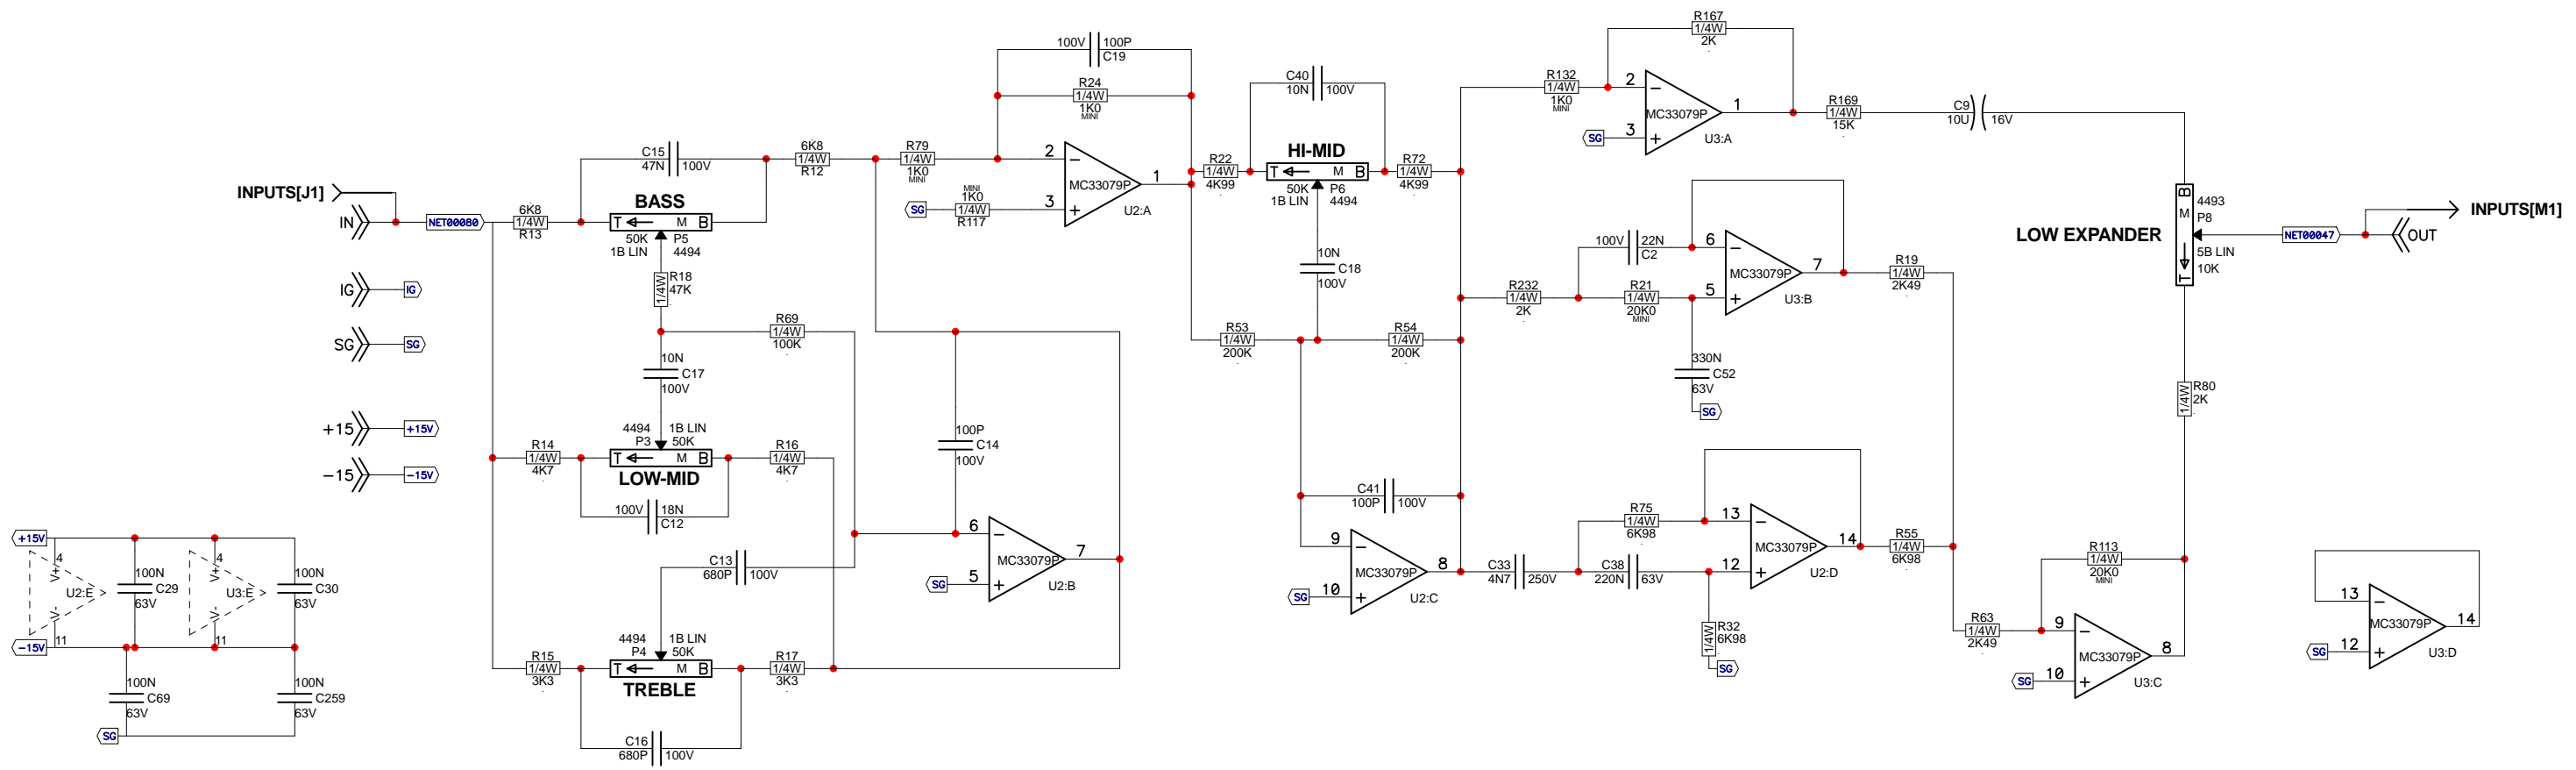 INPUTS[J1]
IN
NET00080
IG
IG
SG
SG
+15
+15V
-15
-15V
6K8
1/4W
R13
C15
47N
100V
BASS
T
M
B
50K
P5
1B LIN
4494
R18
1/4W
47K
10N
C17
100V
R69
1/4W
100K
6K8
1/4W
R12
R79
1/4W
1K0
MINI
MINI
1K0
1/4W
R117
SG
100V
100P
C19
R24
1/4W
1K0
MINI
2
3
1
MC33079P
U2:A
R14
1/4W
4K7
4494
1B LIN
P3
50K
T
M
B
LOW-MID
R16
1/4W
4K7
100V
18N
C12
C13
680P
100V
100P
C14
100V
6
5
7
SG
MC33079P
U2:B
R15
1/4W
3K3
4494
1B LIN
P4
50K
T
M
B
TREBLE
R17
1/4W
3K3
C16
680P
100V
R22
1/4W
4K99
C40
10N
100V
HI-MID
T
M
B
50K
P6
1B LIN
4494
R72
1/4W
4K99
10N
C18
100V
R53
1/4W
200K
R54
1/4W
200K
C41
100P
100V
9
10
8
SG
MC33079P
U2:C
R167
1/4W
2K
R132
1/4W
1K0
MINI
2
3
1
SG
MC33079P
U3:A
R169
1/4W
15K
C9
10U
16V
R232
1/4W
2K
100V
22N
C2
R21
1/4W
20K0
MINI
6
5
7
MC33079P
U3:B
330N
C52
63V
SG
R19
1/4W
2K49
C33
4N7
250V
R75
1/4W
6K98
C38
220N
63V
R32
1/4W
6K98
SG
13
12
14
MC33079P
U2:D
R55
1/4W
6K98
R63
1/4W
2K49
R113
1/4W
20K0
MINI
9
10
8
SG
MC33079P
U3:C
B
M
T
4493
P8
LOW EXPANDER
5B LIN
10K
R80
1/4W
2K
NET00047
OUT
INPUTS[M1]
13
12
14
SG
MC33079P
U3:D
+15V
4
V+
U2:E
V-
11
100N
C29
63V
4
V+
U3:E
V-
11
100N
C30
63V
-15V
100N
C69
63V
100N
C259
63V
SG